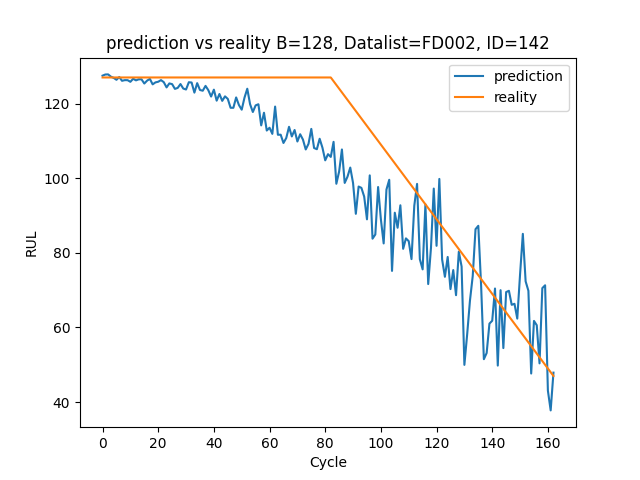 prediction vs reality B=128, Datalist=FD002, ID=142
prediction
reality
RUL
120
100
80
60
40
0 20 40 60 80 100 120 140 160
Cycle